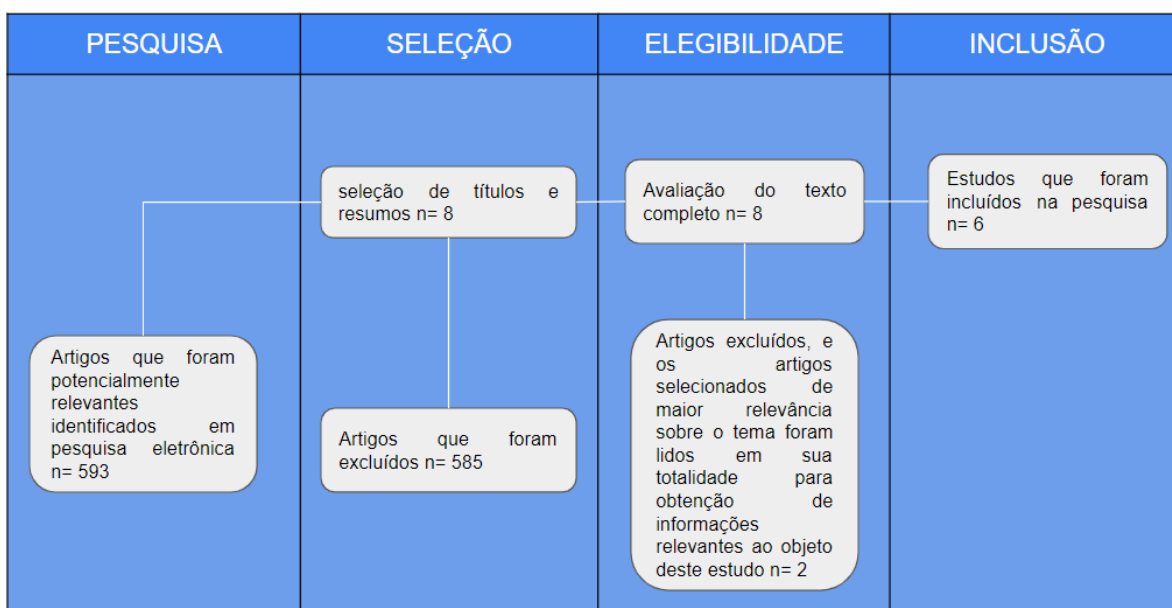 PESQUISA
SELEÇÃO
ELEGIBILIDADE
INCLUSÃO
Artigos que foram
potencialmente
relevantes
identificados em
pesquisa eletrônica
n= 593
seleção de títulos e
resumos n= 8
Artigos que foram
excluídos n= 585
Avaliação do texto
completo n= 8
Artigos excluídos, e
os artigos
selecionados de
maior relevância
sobre o tema foram
lidos em sua
totalidade para
obtenção de
informações
relevantes ao objeto
deste estudo n= 2
Estudos que foram
incluídos na pesquisa
n= 6